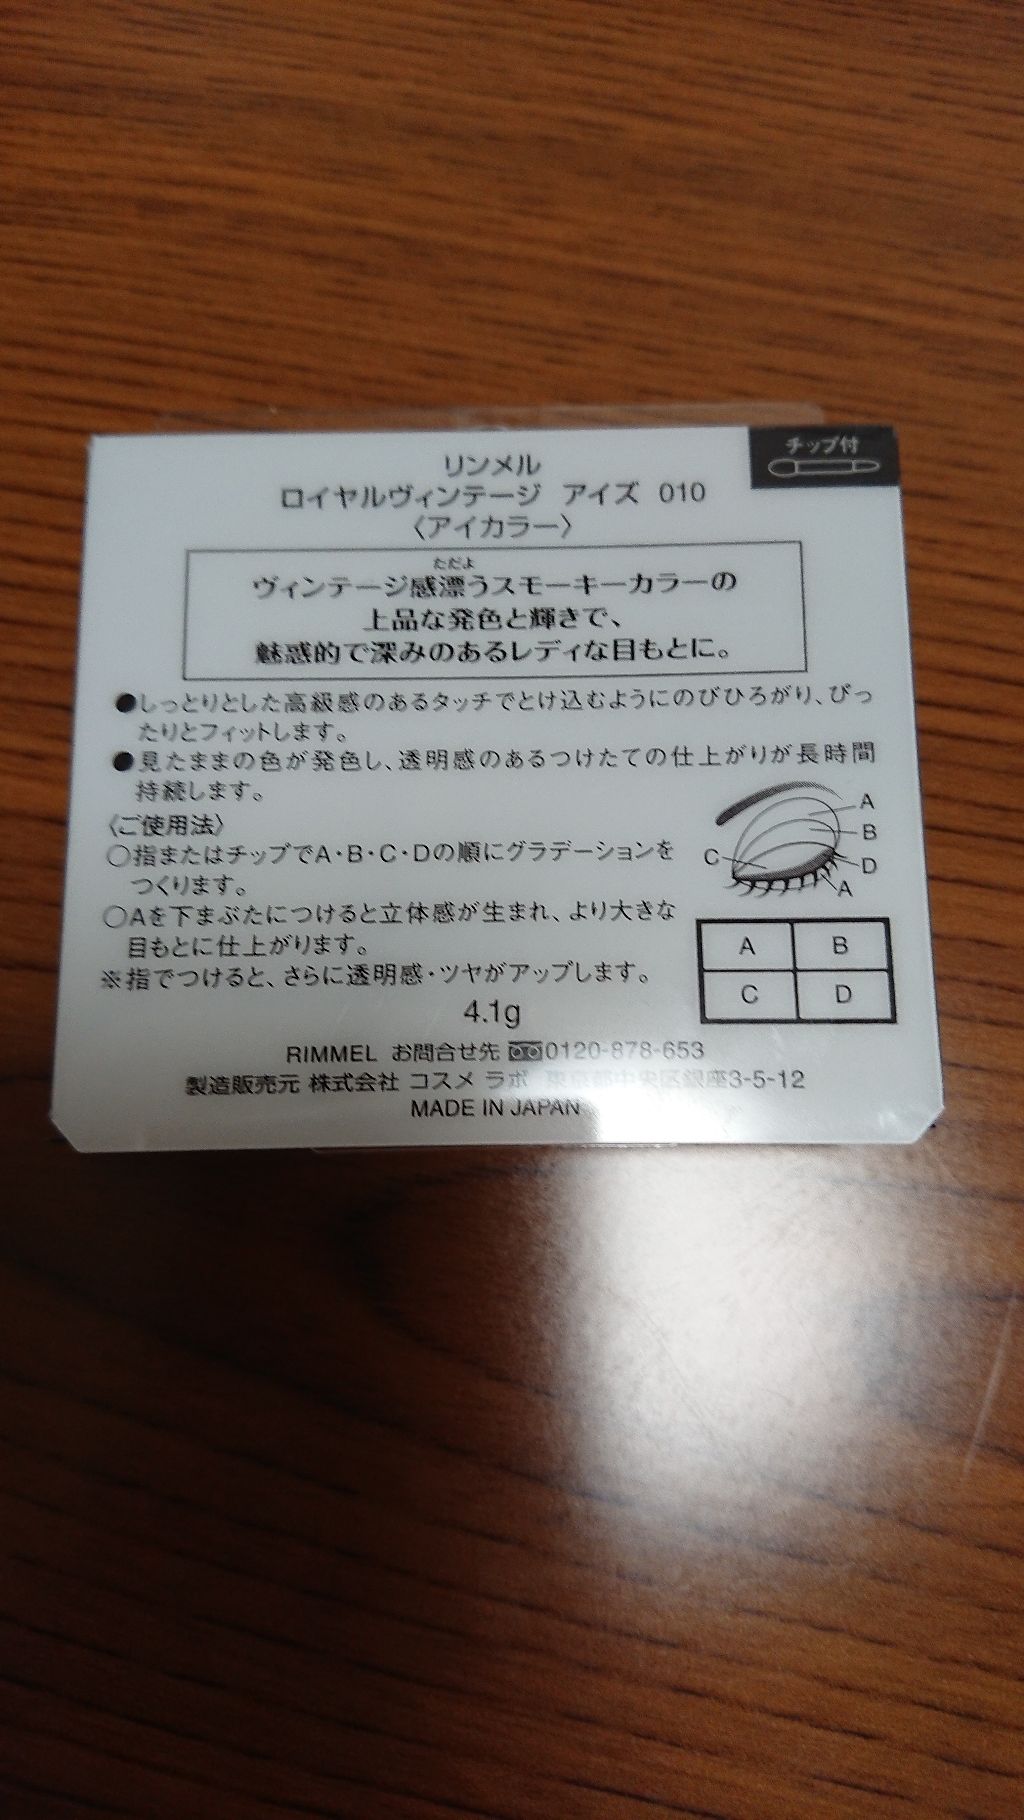 チップ付
リンメル
ロイヤルヴィンテージ アイズ 010
〈アイカラー〉
ただよ
ヴィンテージ感漂うスモーキーカラーの
上品な発色と輝きで、
魅惑的で深みのあるレディな目もとに。
●しっとりとした高級感のあるタッチでとけ込むようにのびひろがり、ぴっ
たりとフィットします。
●見たままの色が発色し、透明感のあるつけたての仕上がりが長時間
持続します。
〈ご使用法〉
○指またはチップでA・B・C・Dの順にグラデーションを
つくります。
○Aを下まぶたにつけると立体感が生まれ、より大きな
目もとに仕上がります。
※指でつけると、さらに透明感・ツヤがアップします。
A
B
C
D
A
A B
C D
4.1g
RIMMEL お問合せ先 0120-878-653
製造販売元 株式会社 コスメ ラボ 東京都中央区銀座3-5-12
MADE IN JAPAN